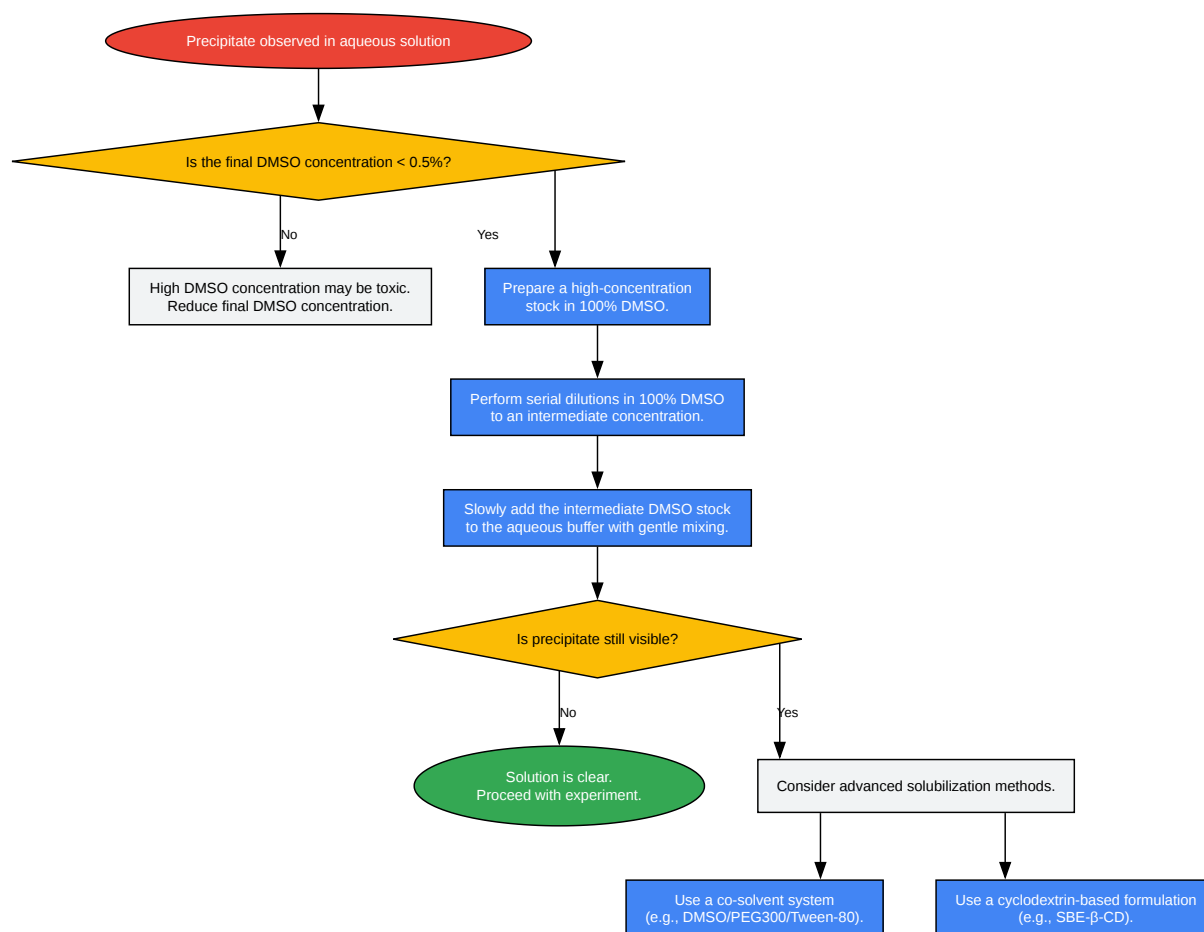 Precipitate observed in aqueous solution
Is the final DMSO concentration < 0.5%?
No
Yes
High DMSO concentration may be toxic.
Reduce final DMSO concentration.
Prepare a high-concentration
stock in 100% DMSO.
Perform serial dilutions in 100% DMSO
to an intermediate concentration.
Slowly add the intermediate DMSO stock
to the aqueous buffer with gentle mixing.
Is precipitate still visible?
No
Yes
Solution is clear.
Proceed with experiment.
Consider advanced solubilization methods.
Use a co-solvent system
(e.g., DMSO/PEG300/Tween-80).
Use a cyclodextrin-based formulation
(e.g., SBE-β-CD).